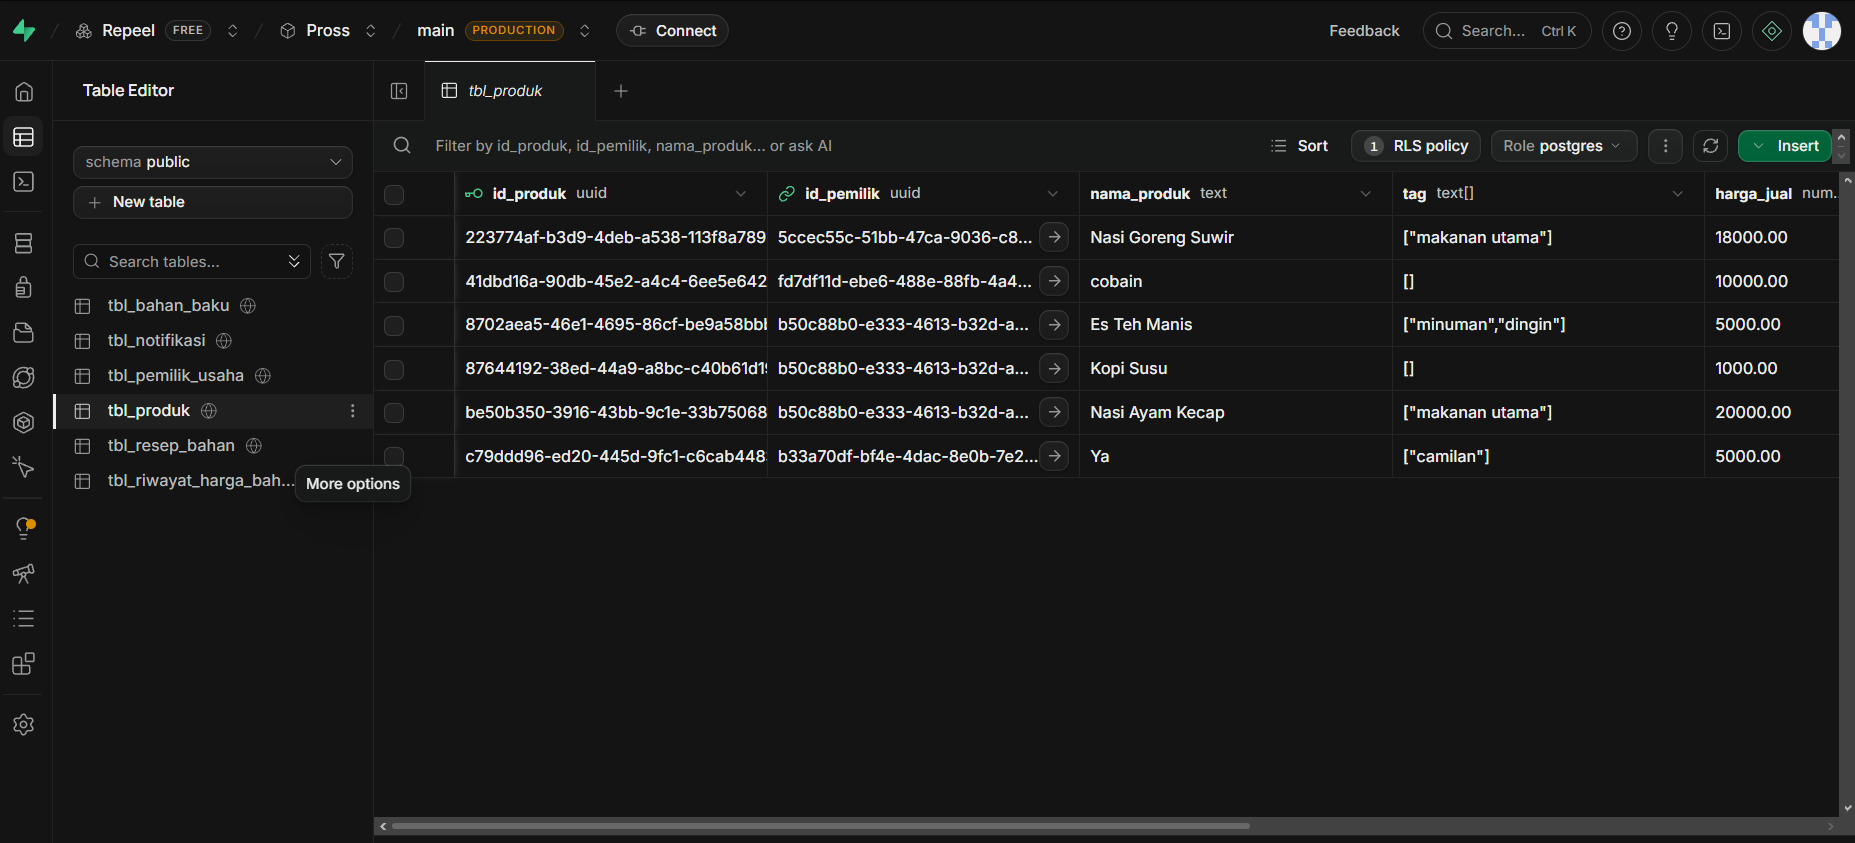 Repeel FREE Pross main PRODUCTION Connect Feedback Search... Ctrl K
Table Editor
tbl_produk
schema public
New table
Search tables...
tbl_bahan_baku
tbl_notifikasi
tbl_pemilik_usaha
tbl_produk
tbl_resep_bahan
tbl_riwayat_harga_bah...
More options
Filter by id_produk, id_pemilik, nama_produk... or ask AI Sort 1 RLS policy Role postgres Insert
id_produk uuid id_pemilik uuid nama_produk text tag text[] harga_jual num...
223774af-b3d9-4deb-a538-113f8a789 5ccec55c-51bb-47ca-9036-c8... Nasi Goreng Suwir ["makanan utama"] 18000.00
41dbd16a-90db-45e2-a4c4-6ee5e642 fd7df11d-ebe6-488e-88fb-4a4... cobain [] 10000.00
8702aea5-46e1-4695-86cf-be9a58bbb b50c88b0-e333-4613-b32d-a... Es Teh Manis ["minuman","dingin"] 5000.00
87644192-38ed-44a9-a8bc-c40b61d19 b50c88b0-e333-4613-b32d-a... Kopi Susu [] 1000.00
be50b350-3916-43bb-9c1e-33b75068 b50c88b0-e333-4613-b32d-a... Nasi Ayam Kecap ["makanan utama"] 20000.00
c79ddd96-ed20-445d-9fc1-c6cab448 b33a70df-bf4e-4dac-8e0b-7e2... Ya ["camilan"] 5000.00